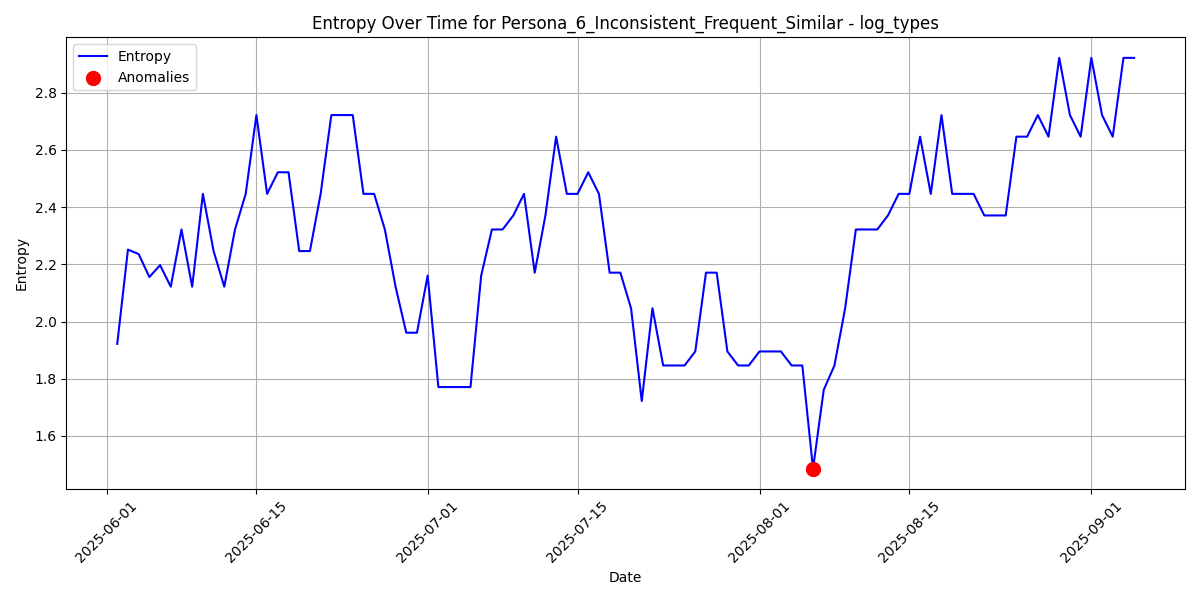 Entropy Over Time for Persona_6_Inconsistent_Frequent_Similar - log_types
Entropy
Anomalies
Entropy
2.8
2.6
2.4
2.2
2.0
1.8
1.6
2025-06-01
2025-06-15
2025-07-01
2025-07-15
2025-08-01
2025-08-15
2025-09-01
Date